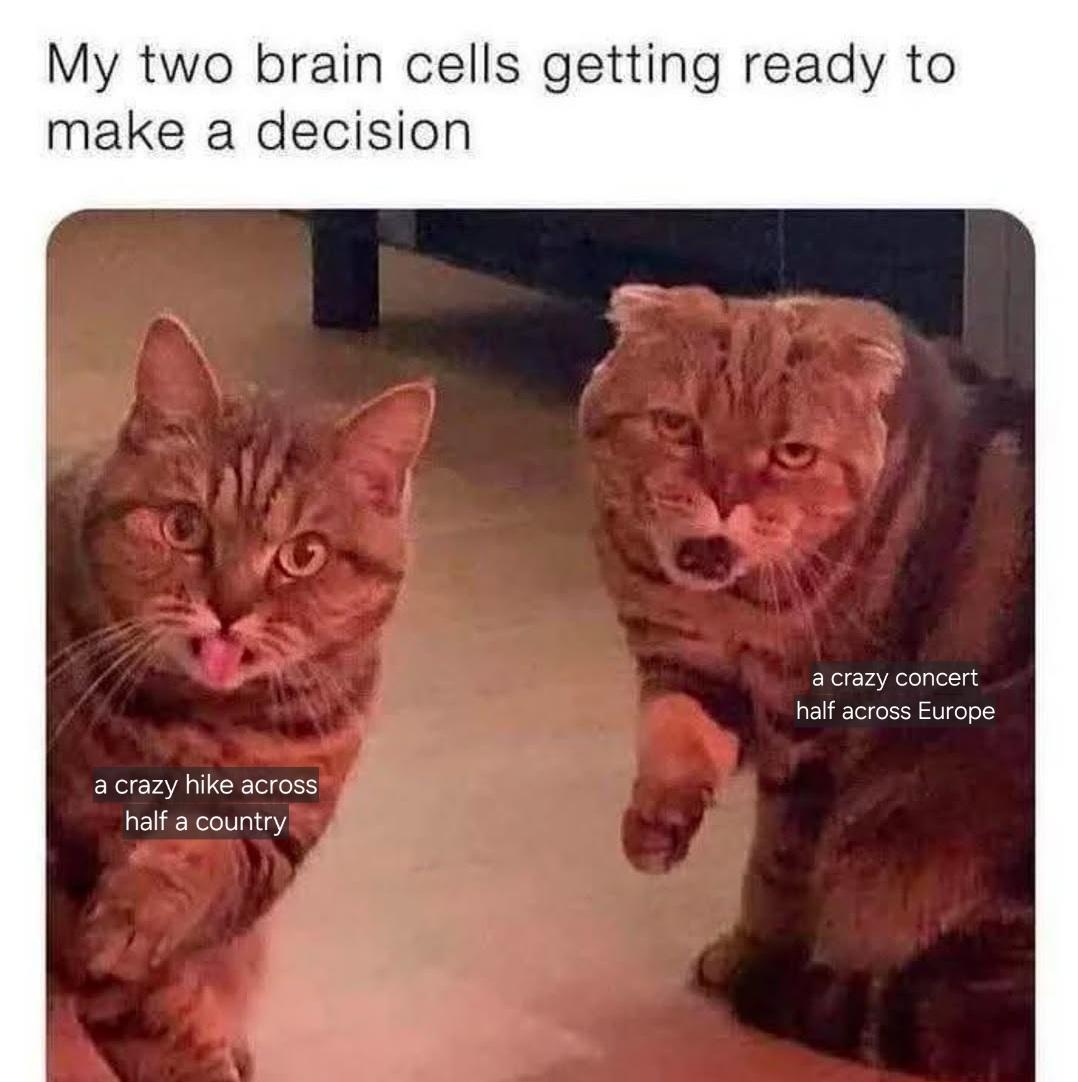 My two brain cells getting ready to
make a decision
a crazy concert
half across Europe
a crazy hike across
half a country